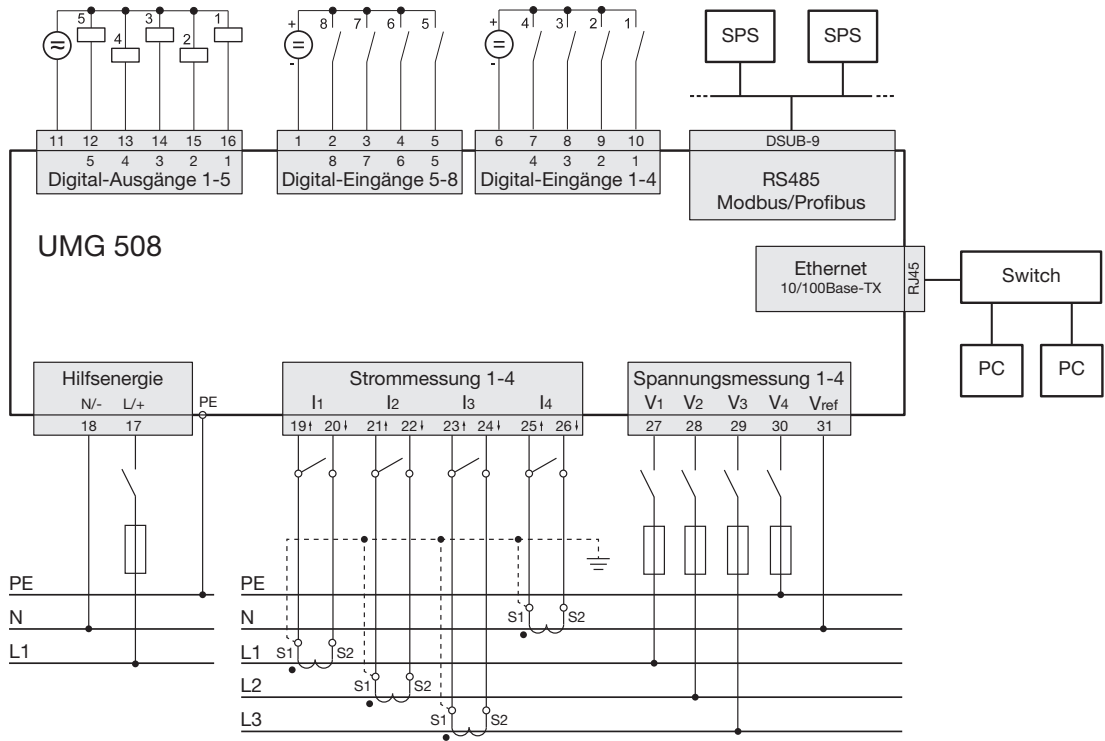 5 3 1
4 2
+ 8 7 6 5
-
+ 4 3 2 1
-
SPS SPS
11 12 13 14 15 16
5 4 3 2 1
Digital-Ausgänge 1-5
1 2 3 4 5
8 7 6 5
Digital-Eingänge 5-8
6 7 8 9 10
4 3 2 1
Digital-Eingänge 1-4
DSUB-9
RS485
Modbus/Profibus
UMG 508
Ethernet
10/100Base-TX
RJ45
Switch
PC PC
Hilfsenergie
N/- L/+ PE
18 17
Strommessung 1-4
I1 I2 I3 I4
19 20 21 22 23 24 25 26
Spannungsmessung 1-4
V1 V2 V3 V4 Vref
27 28 29 30 31
PE
N
L1
PE
N S1 S2
L1 S1 S2
L2 S1 S2
L3 S1 S2